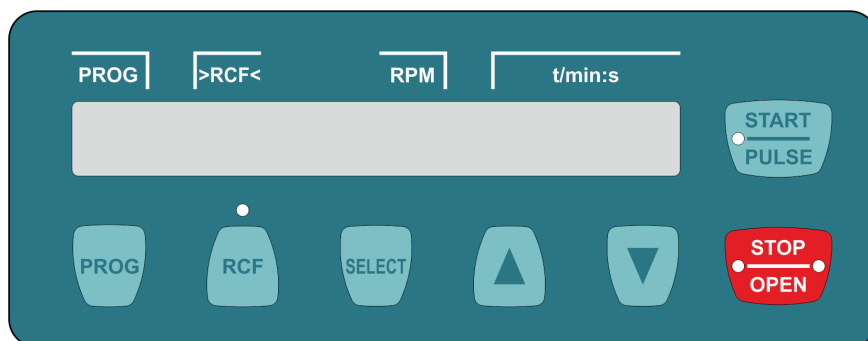 PROG >RCF< RPM t/min:s
START
PULSE
PROG RCF SELECT
STOP
OPEN